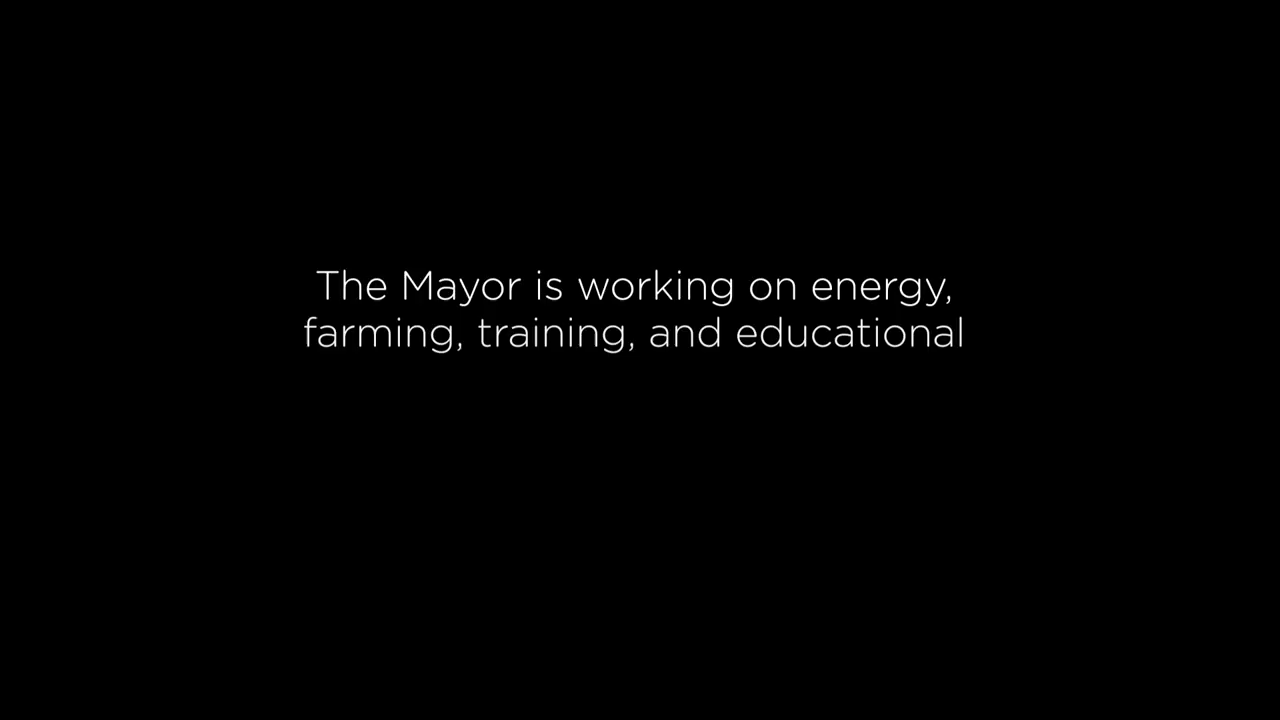 The Mayor is working on energy,
farming, training, and educational